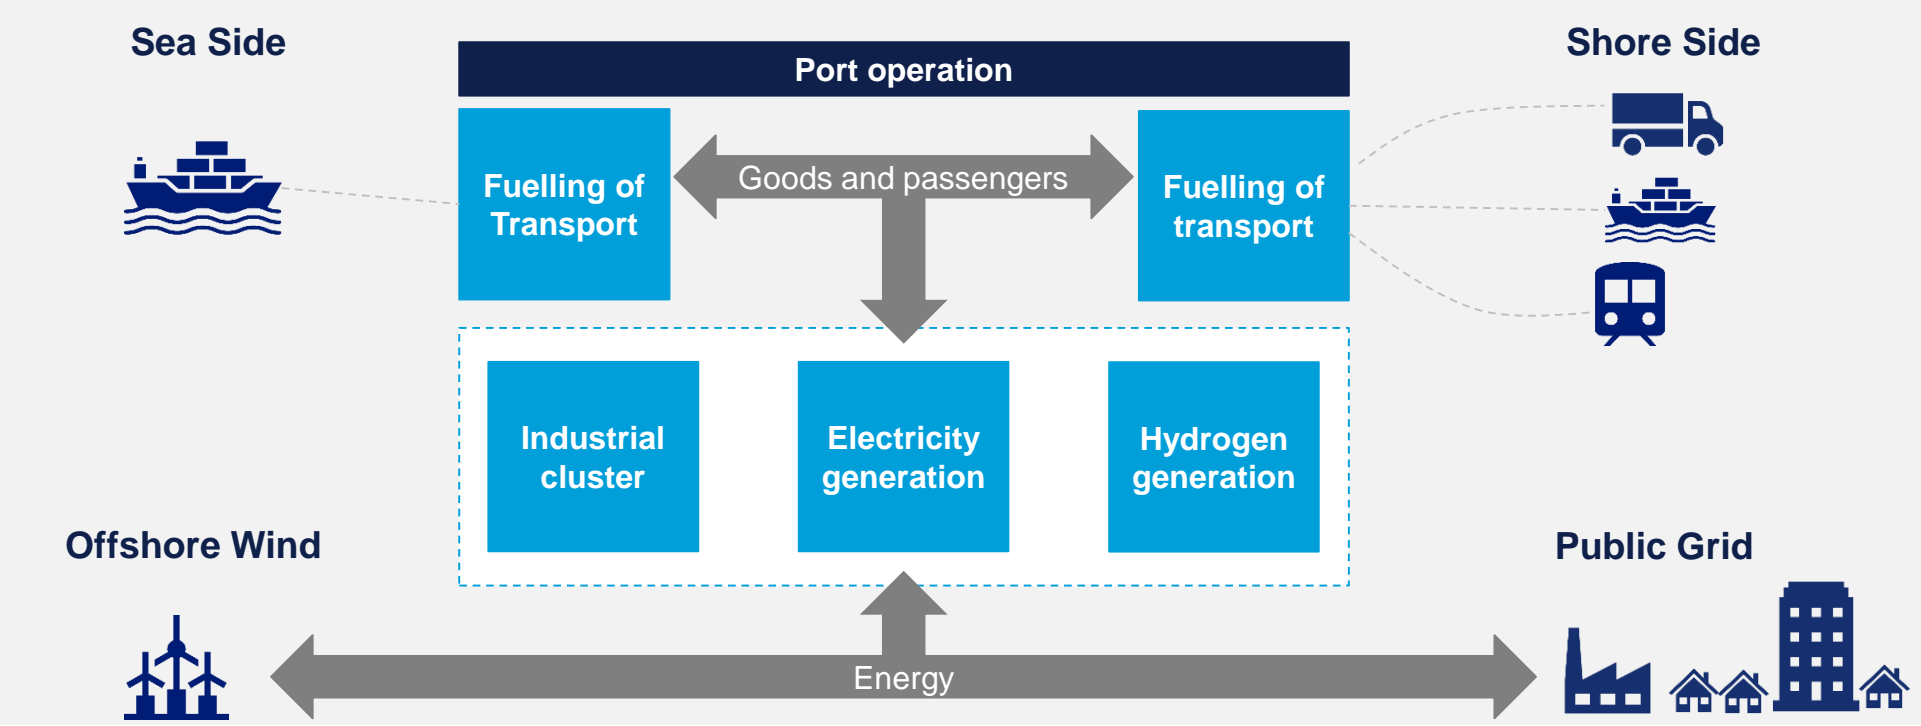 Sea Side
Port operation
Shore Side
Fuelling of
Transport
Goods and passengers
Fuelling of
transport
Industrial
cluster
Electricity
generation
Hydrogen
generation
Offshore Wind
Public Grid
Energy